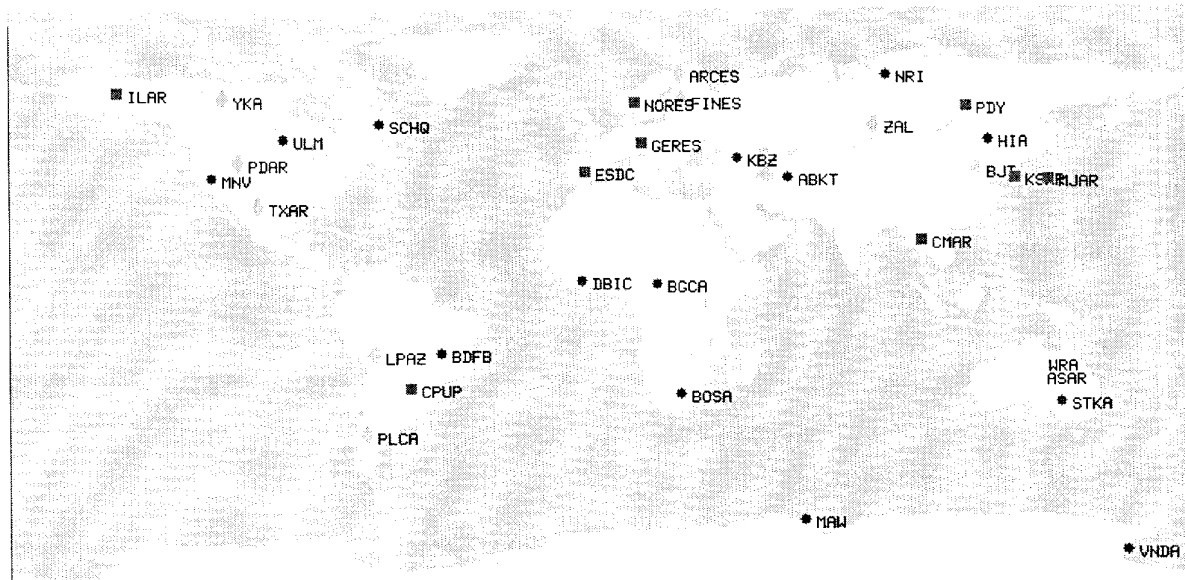 ARCES
NRI
ILAR
YKA
NORES
FINES
PDY
SCHQ
ZAL
ULM
HIA
GERES
KBZ
PDAR
ESDC
BJT
MNV
ABKT
MJAR
TXAR
CMAR
DBIC
BGCA
LPAZ
BDFB
WRA
ASAR
CPUP
BOSA
STKA
PLCA
MAW
VNDA